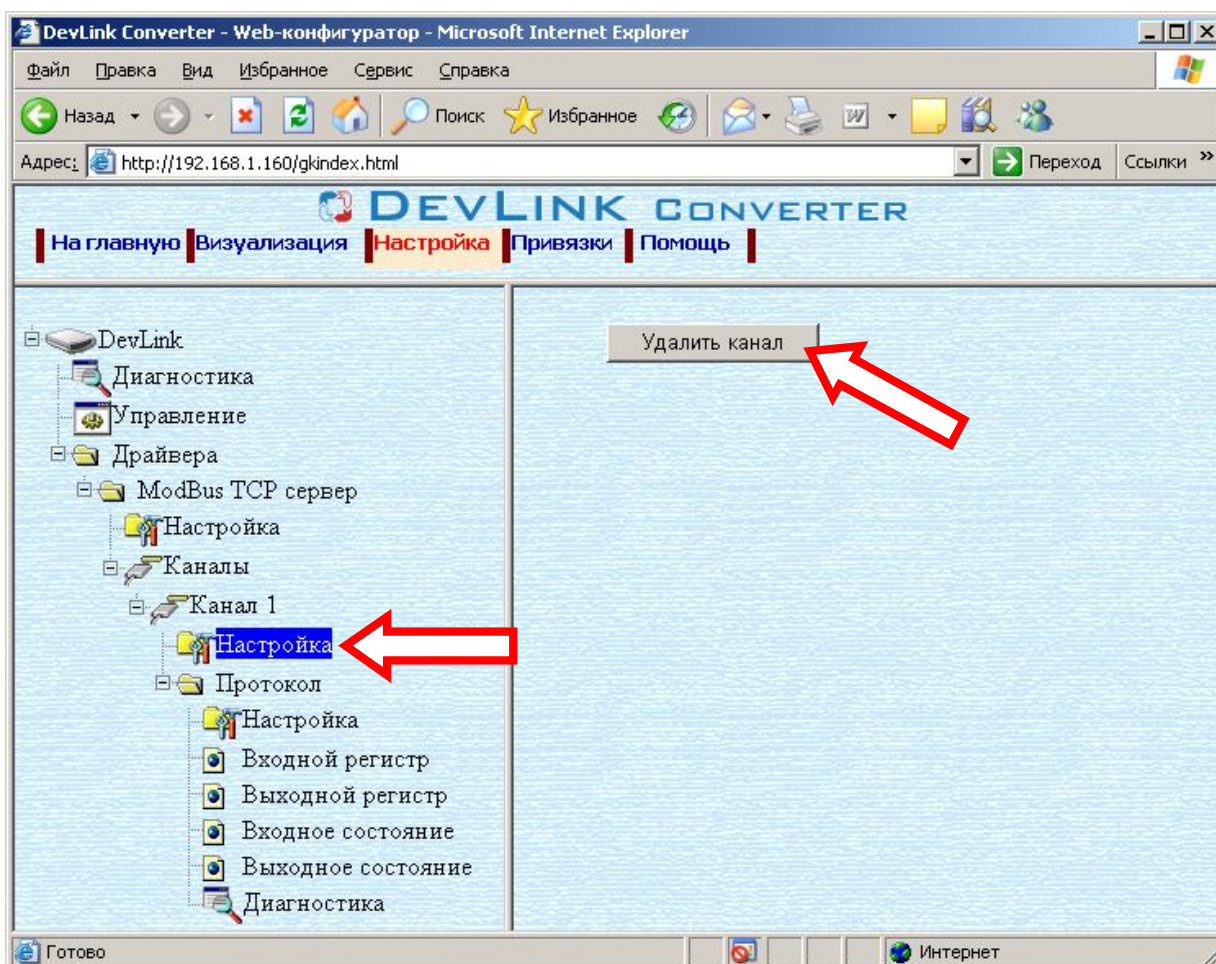 DevLink Converter - Web-конфигуратор - Microsoft Internet Explorer
Файл Правка Вид Избранное Сервис Справка
Назад Поиск Избранное
Адрес: http://192.168.1.160/gkindex.html Переход Ссылки »
DEVLINK CONVERTER
На главную Визуализация Настройка Привязки Помощь
Удалить канал
DevLink
Диагностика
Управление
Драйвера
ModBus TCP сервер
Настройка
Каналы
Канал 1
Настройка
Протокол
Настройка
Входной регистр
Выходной регистр
Входное состояние
Выходное состояние
Диагностика
Готово Интернет